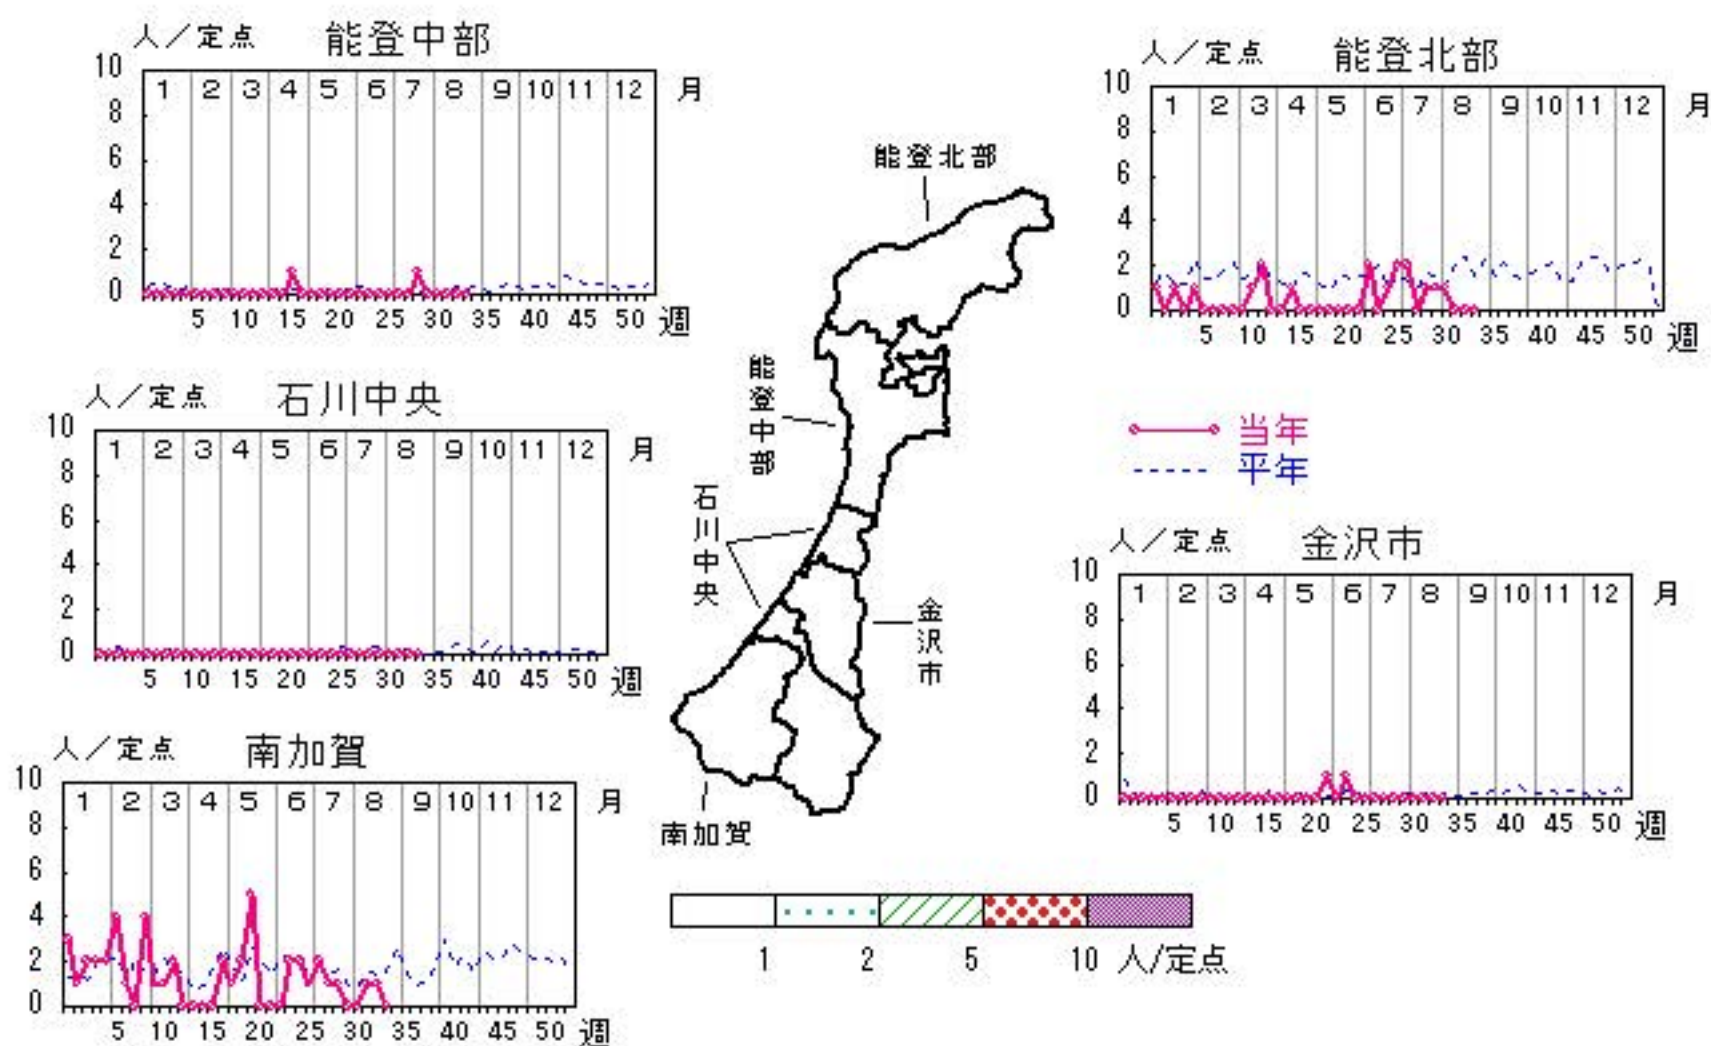 人／定点 能登中部
10 8 6 4 2 0
1 2 3 4 5 6 7 8 9 10 11 12 月
5 10 15 20 25 30 35 40 45 50 週
人／定点 能登北部
10 8 6 4 2 0
1 2 3 4 5 6 7 8 9 10 11 12 月
5 10 15 20 25 30 35 40 45 50 週
人／定点 石川中央
10 8 6 4 2 0
1 2 3 4 5 6 7 8 9 10 11 12 月
5 10 15 20 25 30 35 40 45 50 週
当年
平年
人／定点 金沢市
10 8 6 4 2 0
1 2 3 4 5 6 7 8 9 10 11 12 月
5 10 15 20 25 30 35 40 45 50 週
人／定点 南加賀
10 8 6 4 2 0
1 2 3 4 5 6 7 8 9 10 11 12 月
5 10 15 20 25 30 35 40 45 50 週
能登北部
能登中部
石川中央
金沢市
南加賀
1 2 5 10 人/定点